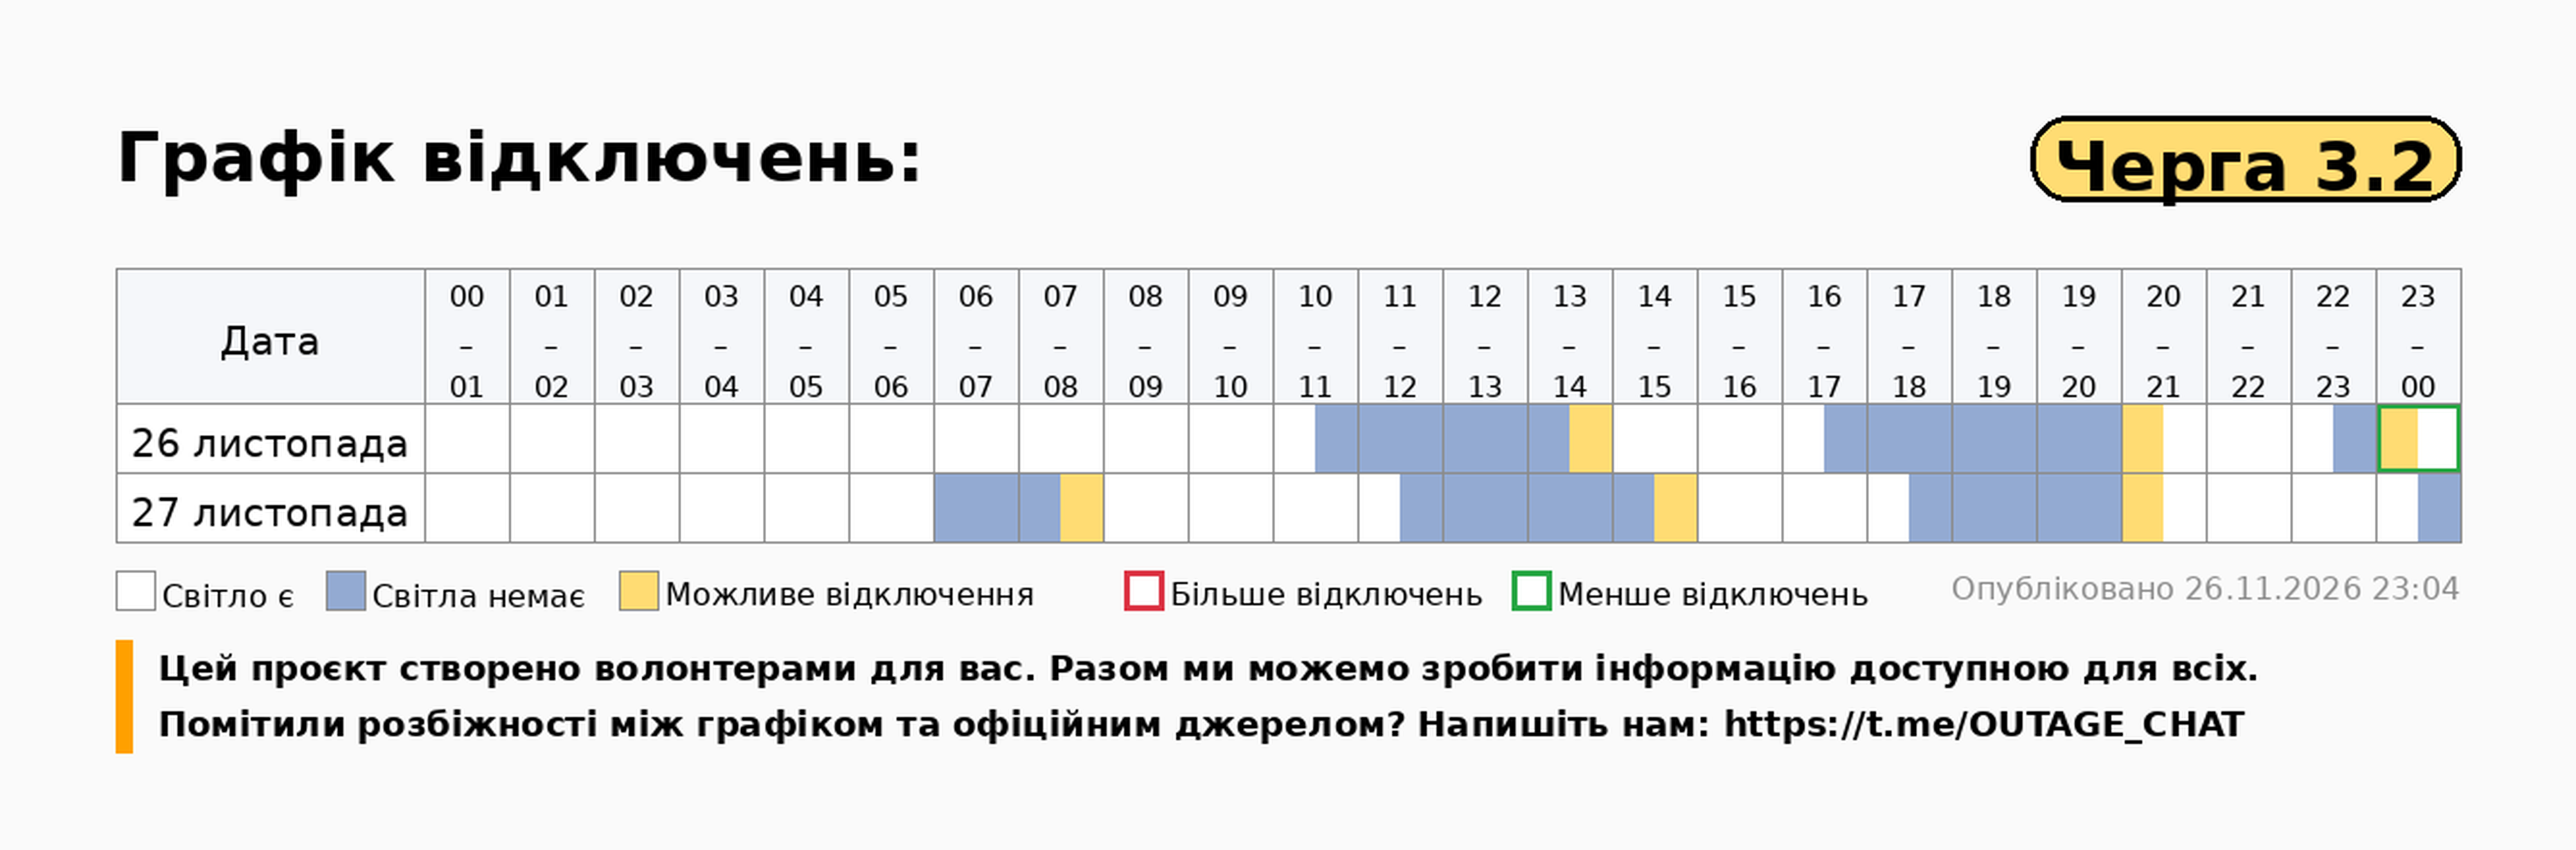 Графік відключень:
Черга 3.2
Дата 00 – 01 01 – 02 02 – 03 03 – 04 04 – 05 05 – 06 06 – 07 07 – 08 08 – 09 09 – 10 10 – 11 11 – 12 12 – 13 13 – 14 14 – 15 15 – 16 16 – 17 17 – 18 18 – 19 19 – 20 20 – 21 21 – 22 22 – 23 23 – 00
26 листопада
27 листопада
Світло є Світла немає Можливе відключення Більше відключень Менше відключень Опубліковано 26.11.2026 23:04
Цей проєкт створено волонтерами для вас. Разом ми можемо зробити інформацію доступною для всіх.
Помітили розбіжності між графіком та офіційним джерелом? Напишіть нам: https://t.me/OUTAGE_CHAT